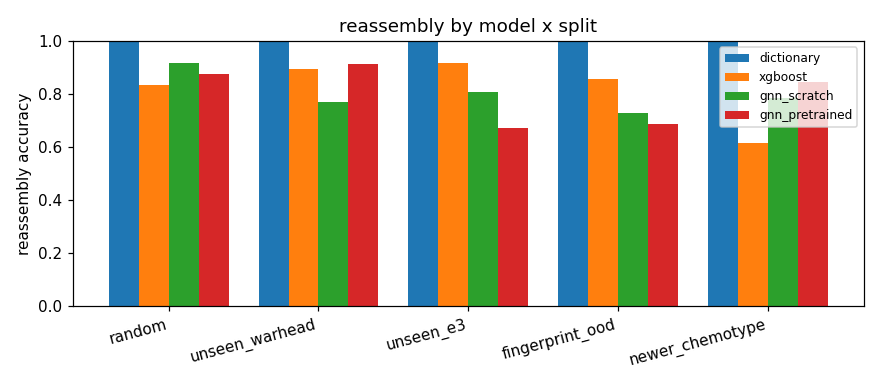 reassembly by model x split
reassembly accuracy
1.0
0.8
0.6
0.4
0.2
0.0
dictionary
xgboost
gnn_scratch
gnn_pretrained
random
unseen_warhead
unseen_e3
fingerprint_ood
newer_chemotype